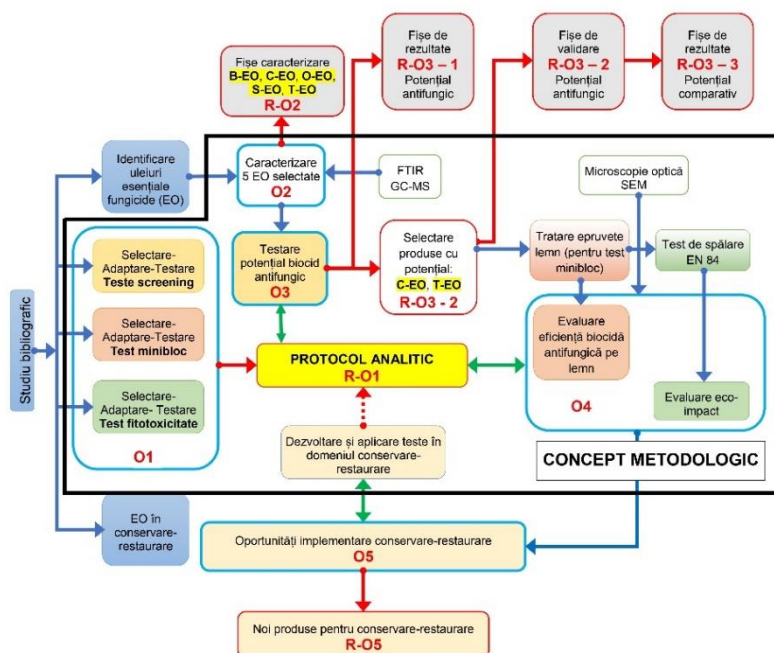 Fișe caracterizare
B-EO, C-EO, O-EO,
S-EO, T-EO
R-O2
Fișe de
rezultate
R-O3 – 1
Potențial
antifungic
Fișe de
validare
R-O3 – 2
Potențial
antifungic
Fișe de
rezultate
R-O3 – 3
Potențial
comparativ
Identificare
uleiuri
esențiale
fungicide (EO)
Caracterizare
5 EO selectate
O2
FTIR
GC-MS
Microscopie optică
SEM
Testare
potențial biocid
antifungic
O3
Selectare
produse cu
potențial:
C-EO, T-EO
R-O3 - 2
Tratare epruvete
lemn (pentru test
minibloc)
Test de spălare
EN 84
Studiu bibliografic
Selectare-
Adaptare-Testare
Teste screening
Selectare-
Adaptare-Testare
Test minibloc
Selectare-
Adaptare- Testare
Test fitotoxicitate
O1
PROTOCOL ANALITIC
R-O1
Evaluare
eficiență biocidă
antifungică pe
lemn
O4
Evaluare eco-
impact
Dezvoltare și aplicare teste în
domeniul conservare-
restaurare
CONCEPT METODOLOGIC
EO în
conservare-
restaurare
Oportunități implementare conservare-restaurare
O5
Noi produse pentru conservare-restaurare
R-O5